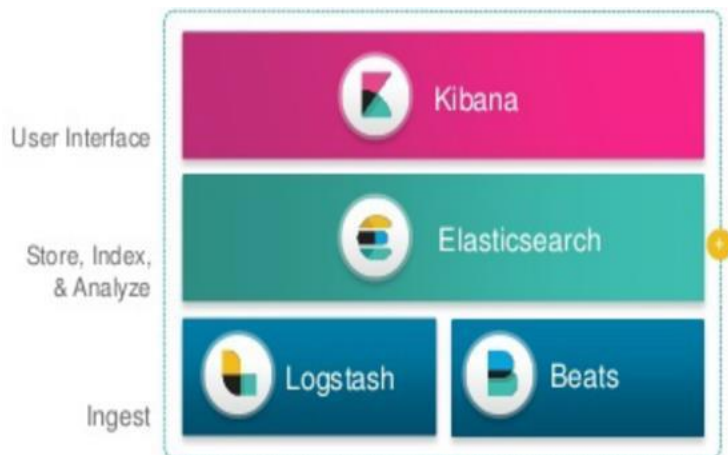 Kibana
User Interface
Elasticsearch
Store, Index,
& Analyze
Logstash
Beats
Ingest
+